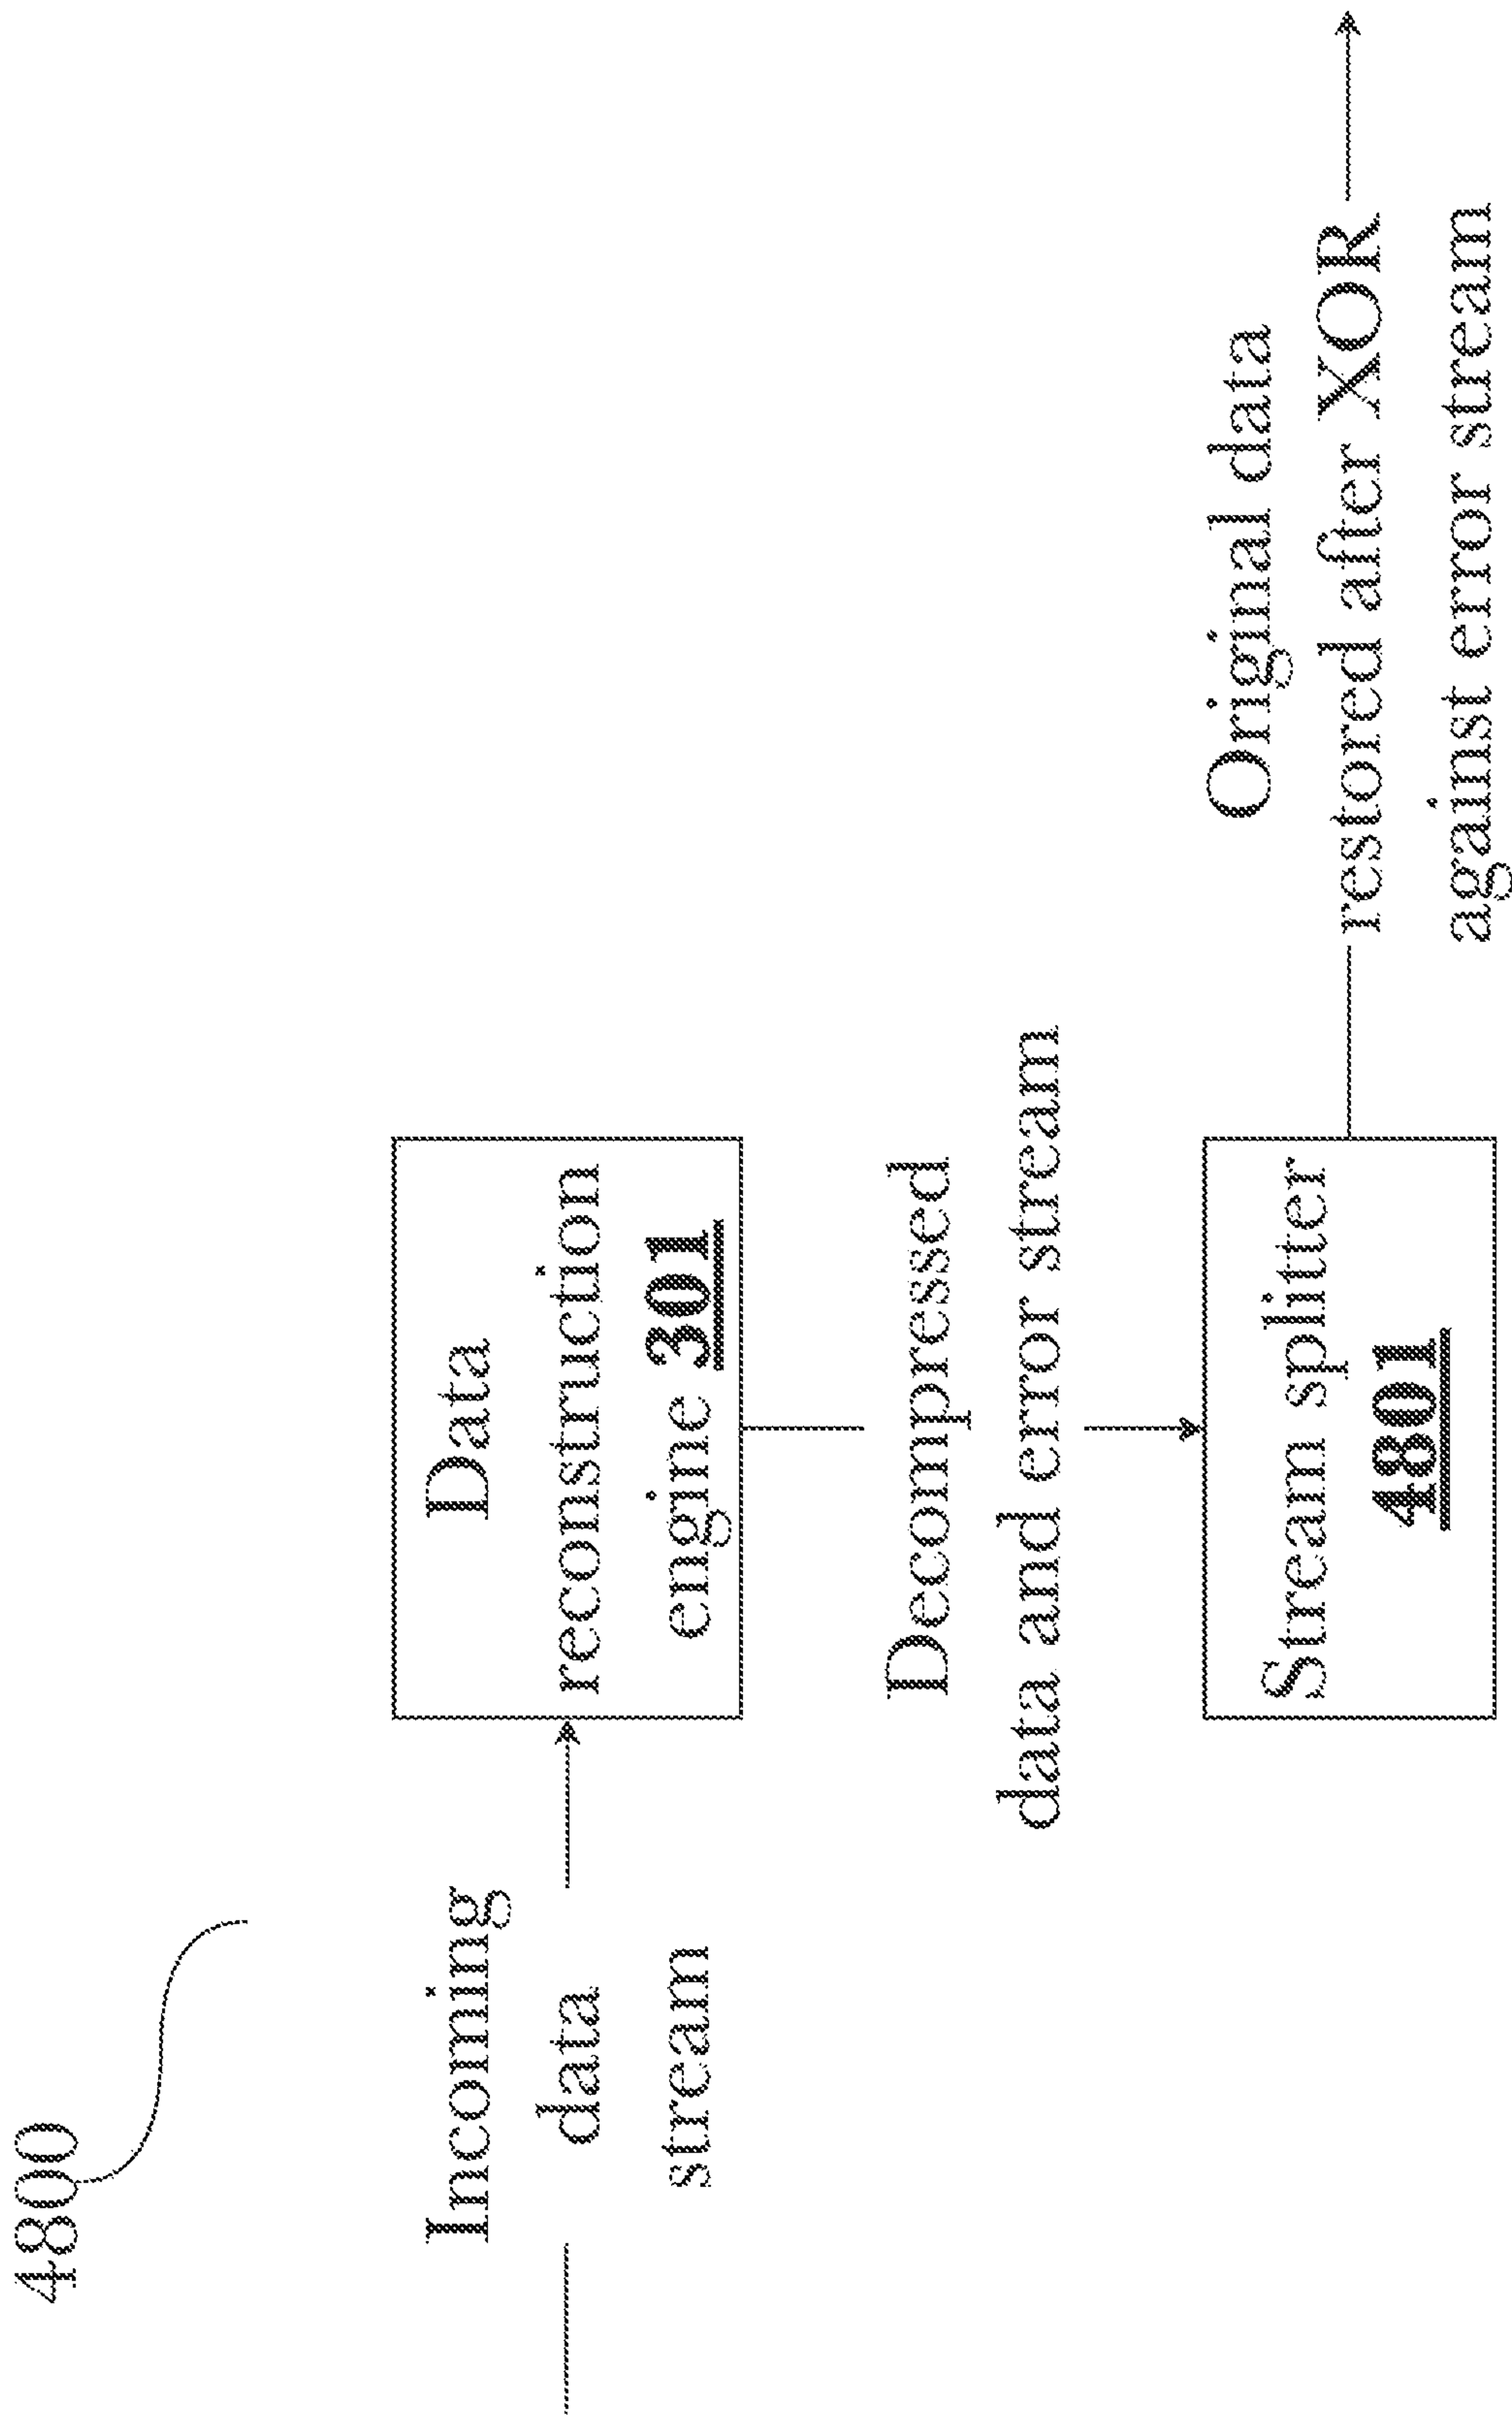 4800
Incoming
data
stream
Data
reconstruction
engine 301
Decompressed
data and error stream
Stream splitter
4801
Original data
restored after XOR
against error stream